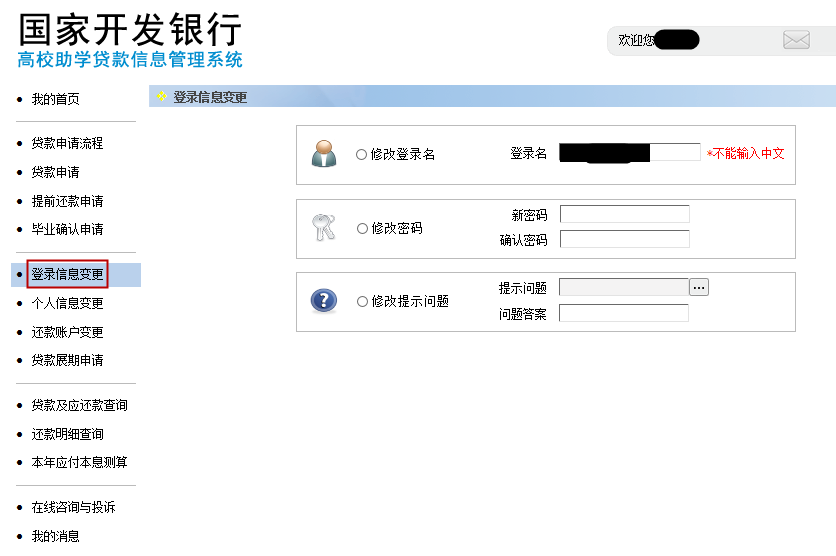 国家开发银行
高校助学贷款信息管理系统
欢迎您
我的首页
贷款申请流程
贷款申请
提前还款申请
毕业确认申请
登录信息变更
个人信息变更
还款账户变更
贷款展期申请
贷款及应还款查询
还款明细查询
本年应付本息测算
在线咨询与投诉
我的消息
登录信息变更
修改登录名
登录名
*不能输入中文
修改密码
新密码
确认密码
修改提示问题
提示问题
...
问题答案